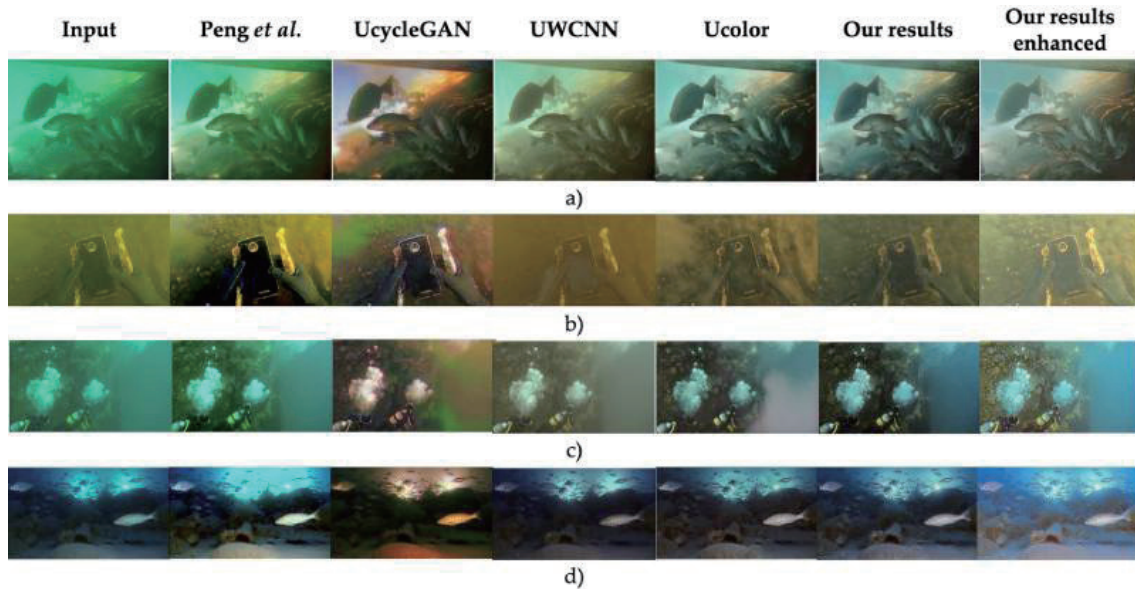 Input Peng et al. UcycleGAN UWCNN Ucolor Our results Our results enhanced
a)
b)
c)
d)